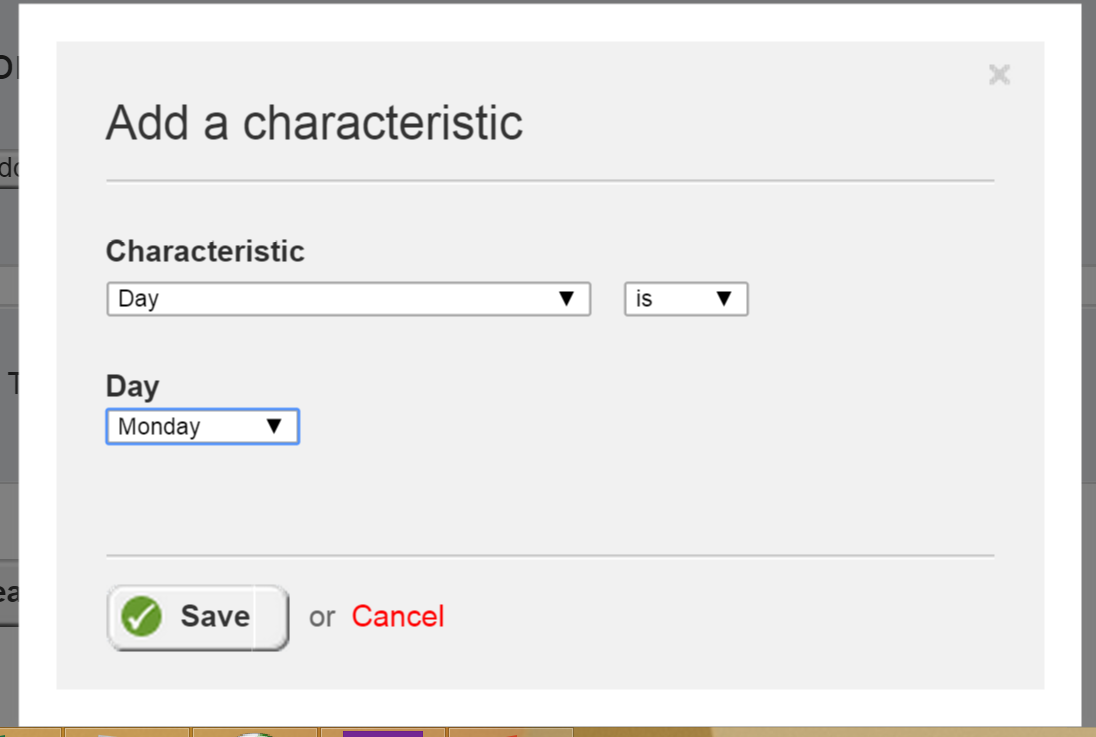 Add a characteristic
Characteristic
Day is
Day
Monday
Save or Cancel